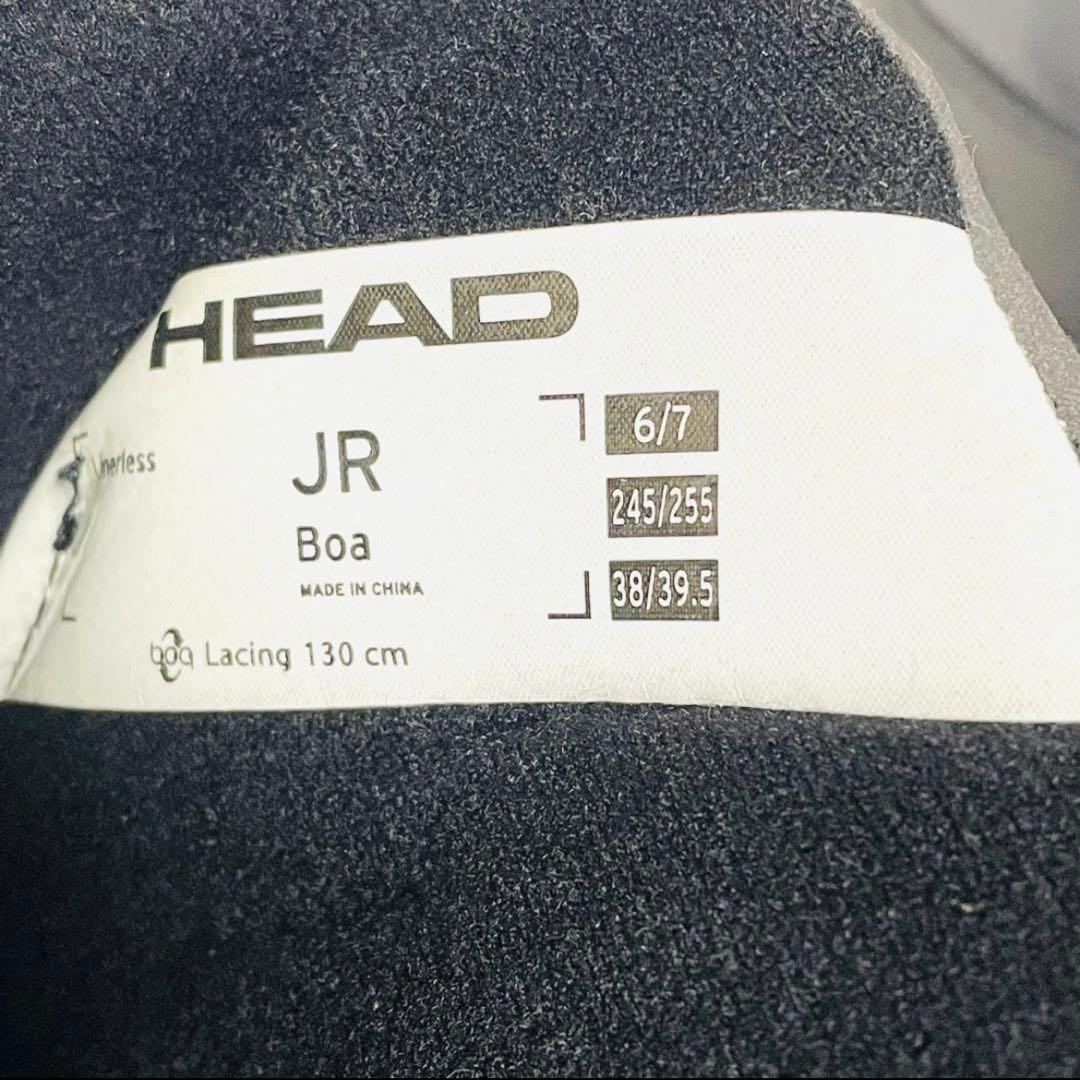 HEAD
6/7
JR
Linerless
245/255
Boa
38/39.5
MADE IN CHINA
boa Lacing 130 cm